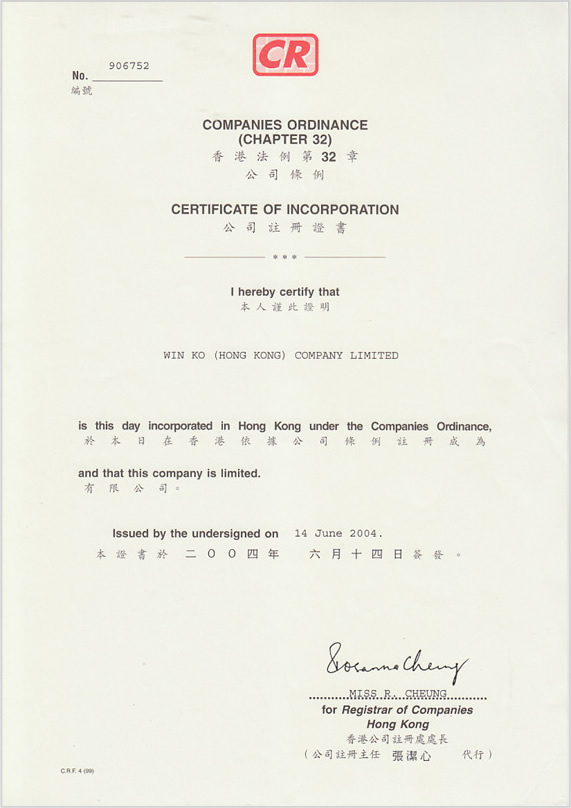 CR
906752
No.
編號
COMPANIES ORDINANCE
(CHAPTER 32)
香港法例第 32 章
公司條例
CERTIFICATE OF INCORPORATION
公司註冊證書
* * *
I hereby certify that
本人謹此證明
WIN KO (HONG KONG) COMPANY LIMITED
is this day incorporated in Hong Kong under the Companies Ordinance,
於本日在香港依據公司條例註冊成為
and that this company is limited.
有限公司。
Issued by the undersigned on 14 June 2004.
本證書於二〇〇四年 六月十四日簽發。
Rosanna Cheung
MISS R. CHEUNG
for Registrar of Companies
Hong Kong
香港公司註冊處處長
(公司註冊主任 張潔心 代行)
C.R.F. 4 (99)